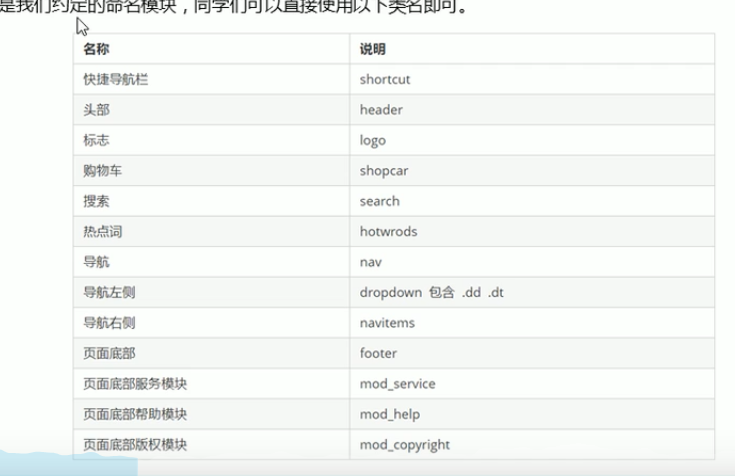 是我们约定的命名模块，同学们可以直接使用以下类名即可。
名称 说明
快捷导航栏 shortcut
头部 header
标志 logo
购物车 shopcar
搜索 search
热点词 hotwrods
导航 nav
导航左侧 dropdown 包含 .dd .dt
导航右侧 navitems
页面底部 footer
页面底部服务模块 mod_service
页面底部帮助模块 mod_help
页面底部版权模块 mod_copyright